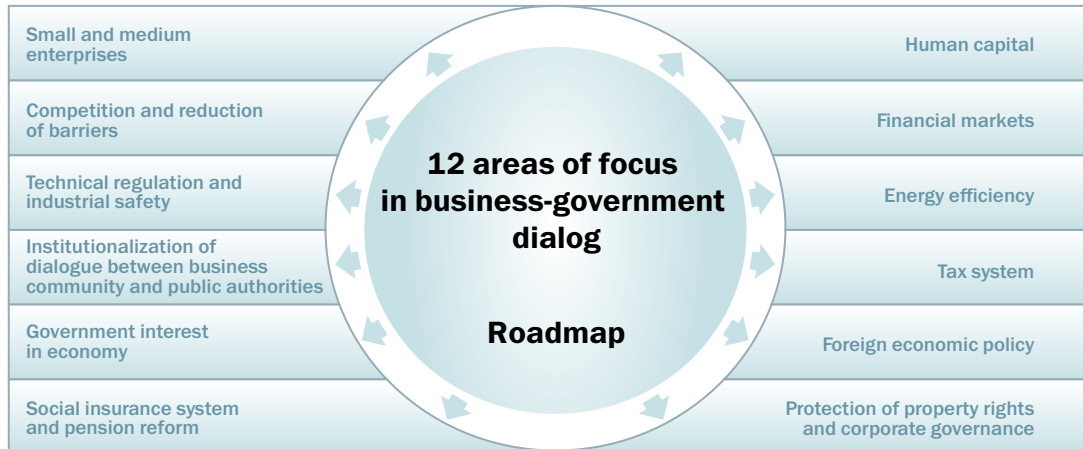 Small and medium
enterprises
Competition and reduction
of barriers
Technical regulation and
industrial safety
Institutionalization of
dialogue between business
community and public authorities
Government interest
in economy
Social insurance system
and pension reform
12 areas of focus
in business-government
dialog
Roadmap
Human capital
Financial markets
Energy efficiency
Tax system
Foreign economic policy
Protection of property rights
and corporate governance